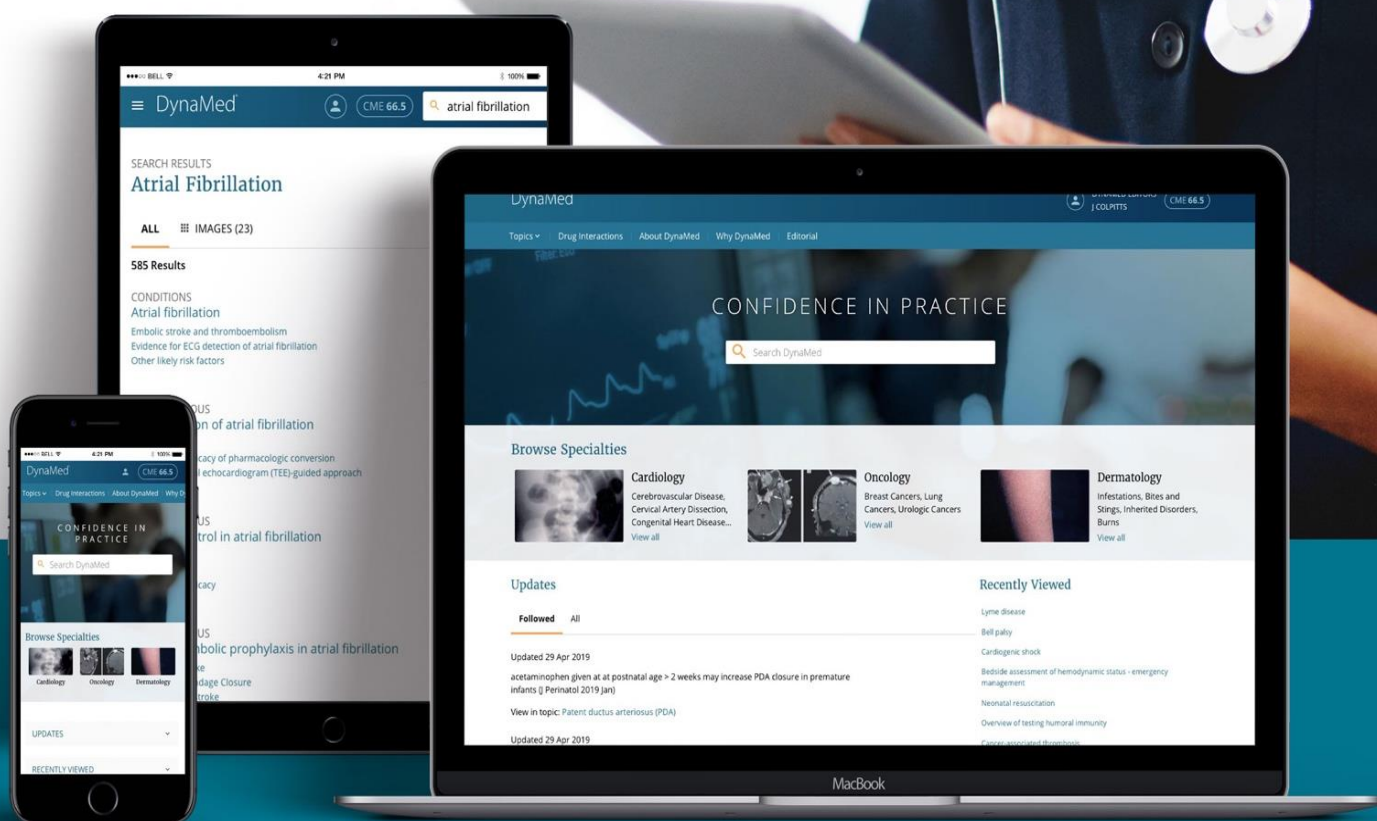 BELL
4:21 PM
100%
DynaMed
CME 66.5
atrial fibrillation
SEARCH RESULTS
Atrial Fibrillation
ALL
IMAGES (23)
585 Results
CONDITIONS
Atrial fibrillation
Embolic stroke and thromboembolism
Evidence for ECG detection of atrial fibrillation
Other likely risk factors
of atrial fibrillation
of pharmacologic conversion
echocardiogram (TEE)-guided approach
in atrial fibrillation
prophylaxis in atrial fibrillation
Closure
BELL
4:21 PM
100%
DynaMed
CME 66.5
Topics
Drug Interactions
About DynaMed
Why
CONFIDENCE IN
PRACTICE
Search DynaMed
Browse Specialties
Cardiology
Oncology
Dermatology
UPDATES
RECENTLY VIEWED
DynaMed
J COLPITTS
CME 66.5
Topics
Drug Interactions
About DynaMed
Why DynaMed
Editorial
CONFIDENCE IN PRACTICE
Search DynaMed
Browse Specialties
Cardiology
Cerebrovascular Disease,
Cervical Artery Dissection,
Congenital Heart Disease...
View all
Oncology
Breast Cancers, Lung
Cancers, Urologic Cancers
View all
Dermatology
Infestations, Bites and
Stings, Inherited Disorders,
Burns
View all
Updates
Followed
All
Updated 29 Apr 2019
acetaminophen given at at postnatal age > 2 weeks may increase PDA closure in premature
infants (J Perinatol 2019 Jan)
View in topic: Patent ductus arteriosus (PDA)
Updated 29 Apr 2019
Recently Viewed
Lyme disease
Bell palsy
Cardiogenic shock
Bedside assessment of hemodynamic status - emergency
management
Neonatal resuscitation
Overview of testing humoral immunity
Cancer-associated thrombosis
MacBook